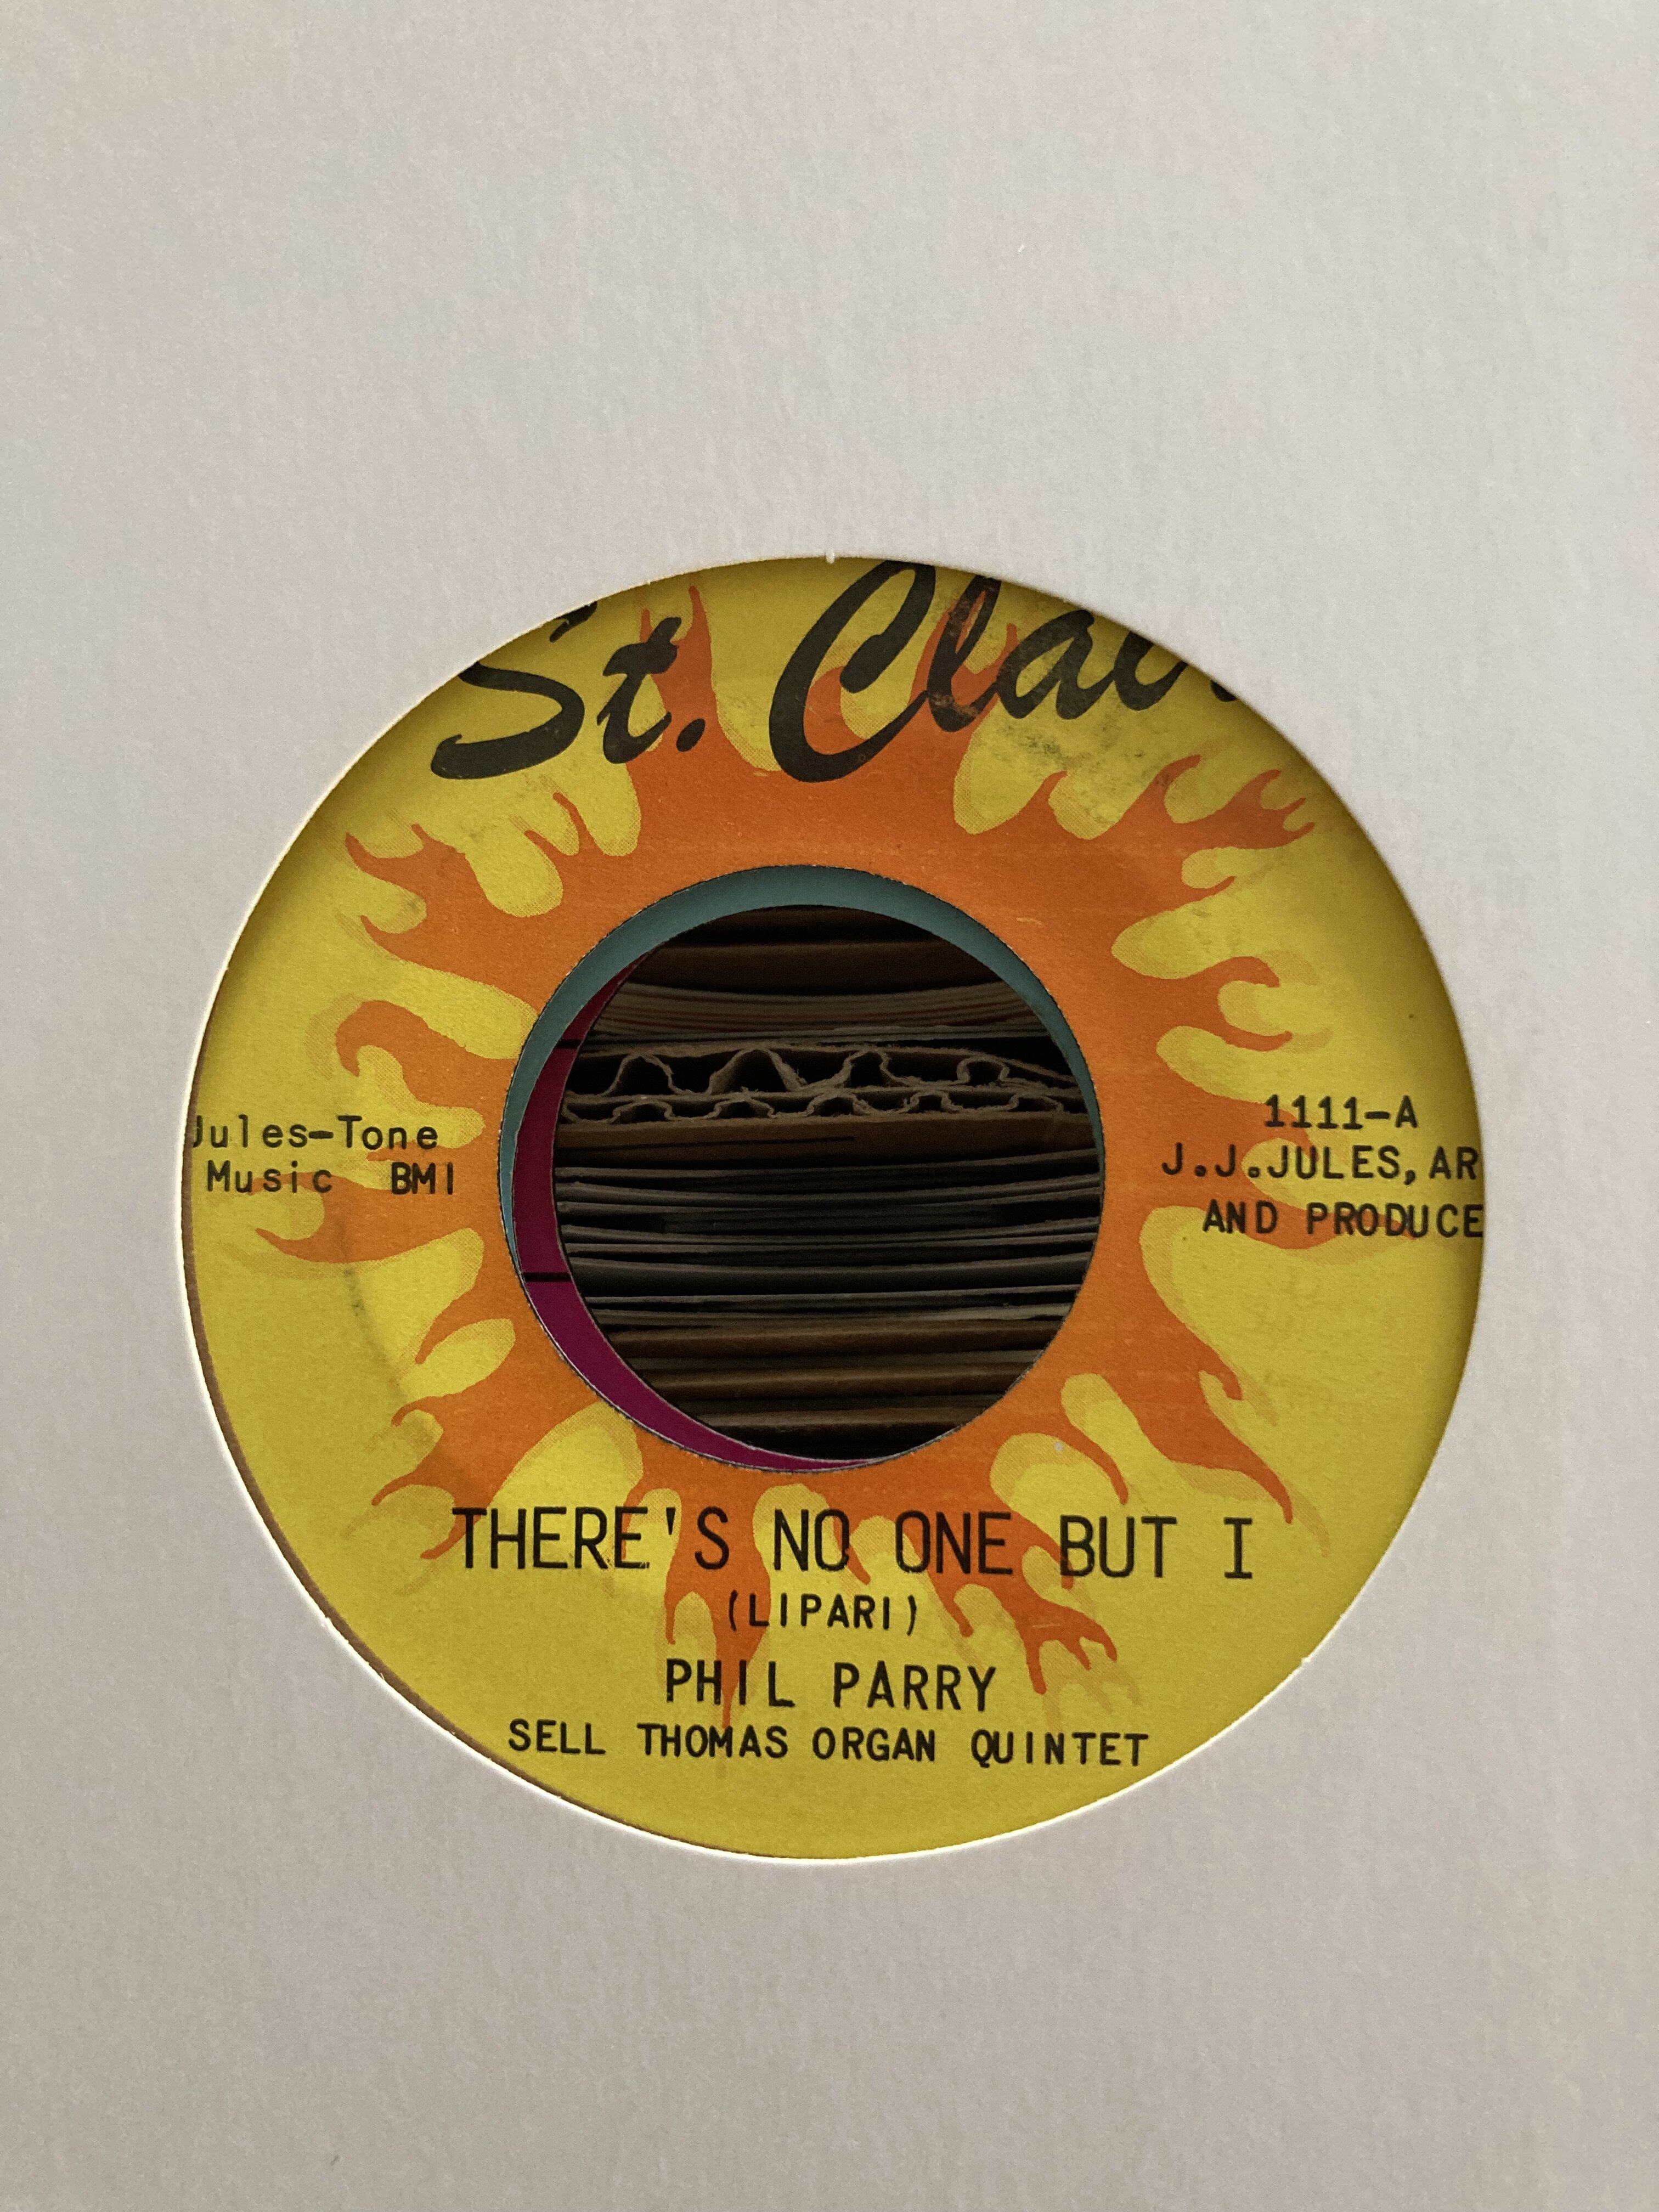 St. Clair
Jules-Tone
Music BMI
1111-A
J.J.JULES, AR
AND PRODUCE
THERE'S NO ONE BUT I
(LIPARI)
PHIL PARRY
SELL THOMAS ORGAN QUINTET